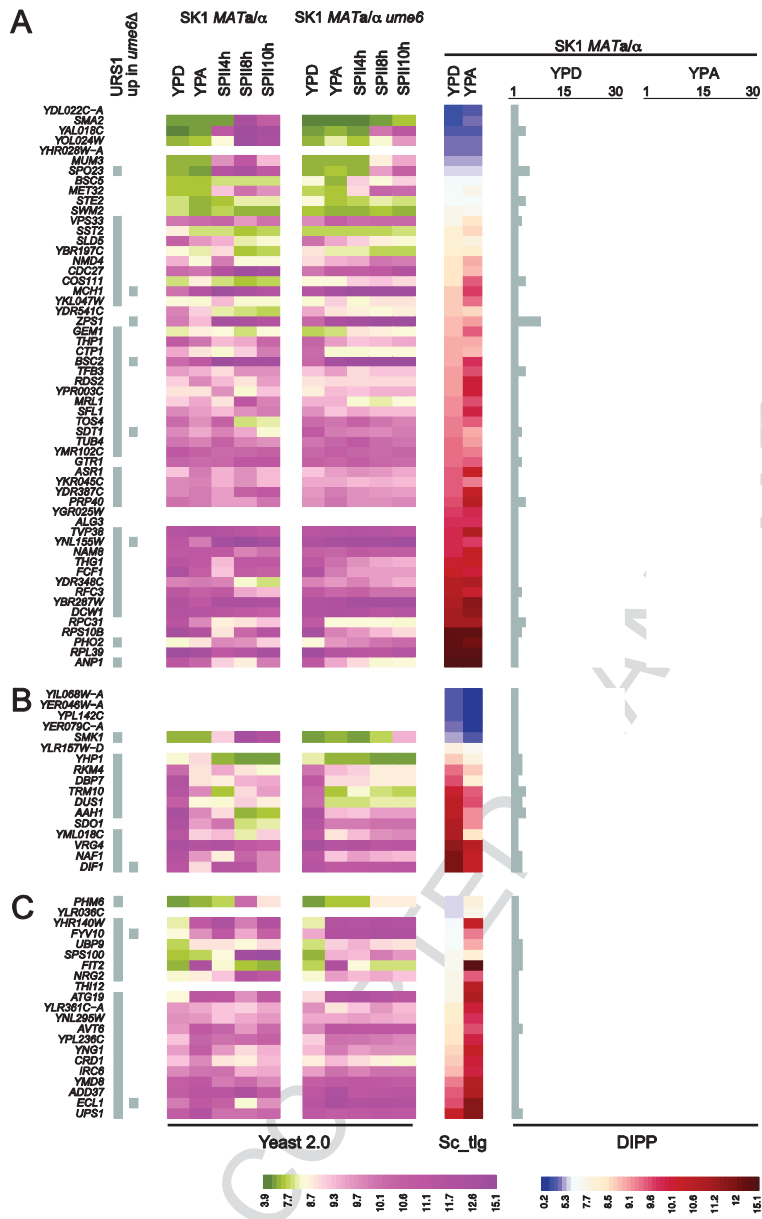 A
SK1 MATa/α
SK1 MATa/α ume6
URS1
up in ume6Δ
YPD
YPA
SPII4h
SPII8h
SPII10h
YPD
YPA
SPII4h
SPII8h
SPII10h
SK1 MATa/α
YPD
YPA
YPD
YPA
1 15 30
1 15 30
YDL022C-A
SMA2
YAL018C
YOL024W
YHR028W-A
MUM3
SPO23
BSC5
MET32
STE2
SWM2
VPS33
SST2
SLD5
YBR197C
NMD4
CDC27
COS111
MCH1
YKL047W
YDR541C
ZPS1
GEM1
THP1
CTP1
BSC2
TFB3
RDS2
YPR003C
MRL1
SFL1
TOS4
SDT1
TUB4
YMR102C
GTR1
ASR1
YKR045C
YDR387C
PRP40
YGR025W
ALG3
TVP38
YNL155W
NAM8
THG1
FCF1
YDR348C
RFC3
YBR287W
DCW1
RPC31
RPS10B
PHO2
RPL39
ANP1
B
YIL068W-A
YER046W-A
YPL142C
YER079C-A
SMK1
YLR157W-D
YHP1
RKM4
DBP7
TRM10
DUS1
AAH1
SDO1
YML018C
VRG4
NAF1
DIF1
C
PHM6
YLR036C
YHR140W
FYV10
UBP9
SPS100
FIT2
NRG2
THI12
ATG19
YLR361C-A
YNL295W
AVT6
YPL236C
YNG1
CRD1
IRC6
YMD8
ADD37
ECL1
UPS1
Yeast 2.0
Sc_tlg
DIPP
3.9
7.7
8.7
9.3
9.7
10.1
10.6
11.1
11.7
12.6
15.1
0.2
5.3
7.7
8.5
9.1
9.6
10.1
10.6
11.2
12
15.1